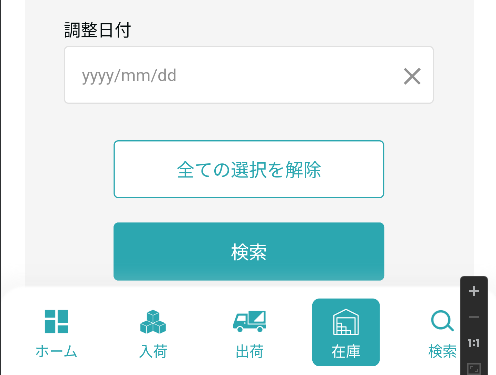 調整日付
yyyy/mm/dd
全ての選択を解除
検索
ホーム
入荷
出荷
在庫
検索
1:1